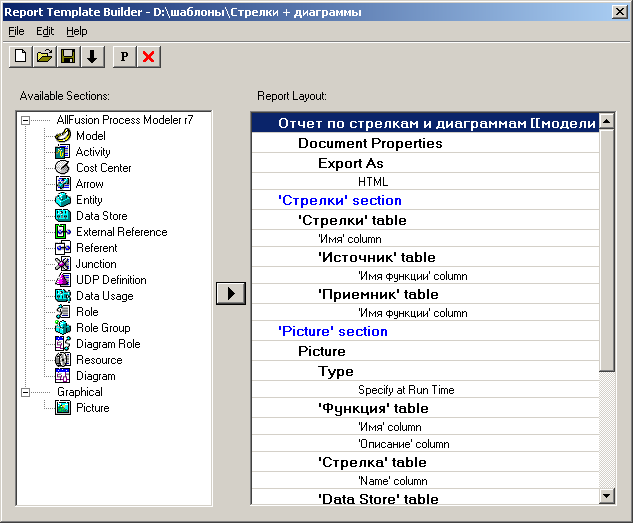 Report Template Builder - D:\шаблоны\Стрелки + диаграммы
File Edit Help
P
Available Sections:
Report Layout:
AllFusion Process Modeler r7
Model
Activity
Cost Center
Arrow
Entity
Data Store
External Reference
Referent
Junction
UDP Definition
Data Usage
Role
Role Group
Diagram Role
Resource
Diagram
Graphical
Picture
Отчет по стрелкам и диаграммам [[модели
Document Properties
Export As
HTML
'Стрелки' section
'Стрелки' table
'Имя' column
'Источник' table
'Имя функции' column
'Приемник' table
'Имя функции' column
'Picture' section
Picture
Type
Specify at Run Time
'Функция' table
'Имя' column
'Описание' column
'Стрелка' table
'Name' column
'Data Store' table